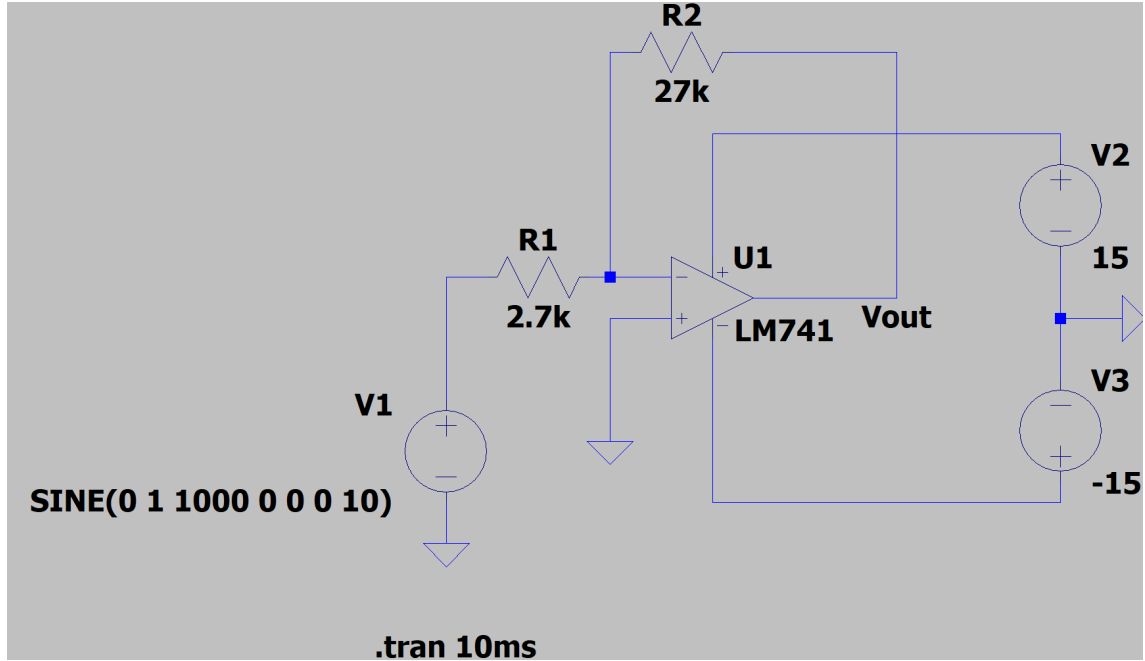 R2
27k
V2
15
R1
2.7k
U1
LM741
Vout
V3
-15
V1
SINE(0 1 1000 0 0 0 10)
.tran 10ms